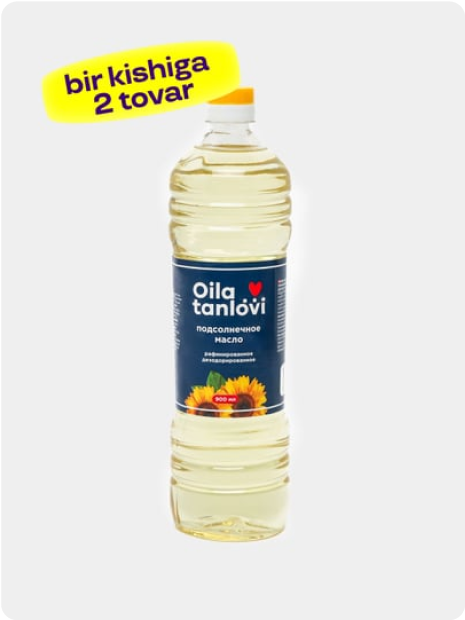 bir kishiga
2 tovar
Oila
tanlovi
подсолнечное
масло
рафинированное
дезодорированное
900 мл